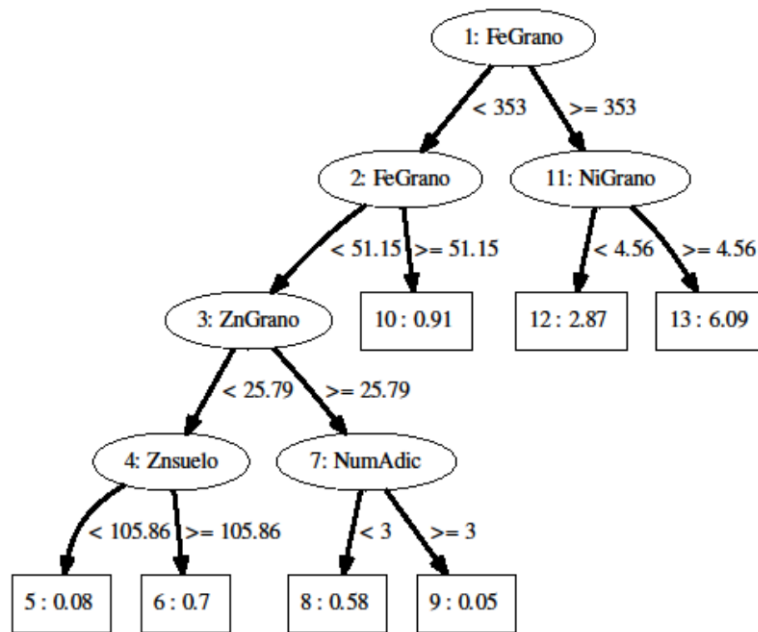 1: FeGrano
< 353 >= 353
2: FeGrano 11: NiGrano
< 51.15 >= 51.15 < 4.56 >= 4.56
3: ZnGrano 10 : 0.91 12 : 2.87 13 : 6.09
< 25.79 >= 25.79
4: Znsuelo 7: NumAdic
< 105.86 >= 105.86 < 3 >= 3
5 : 0.08 6 : 0.7 8 : 0.58 9 : 0.05